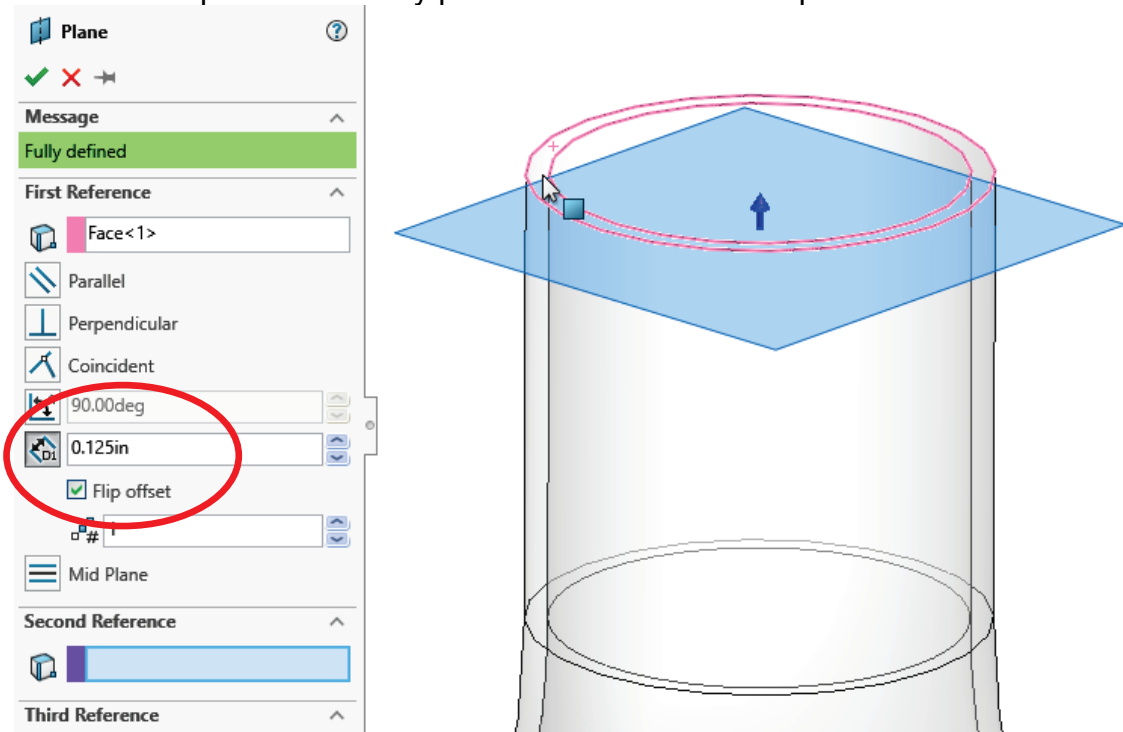 Plane
Message
Fully defined
First Reference
Face<1>
Parallel
Perpendicular
Coincident
90.00deg
D1
0.125in
Flip offset
#
Mid Plane
Second Reference
Third Reference